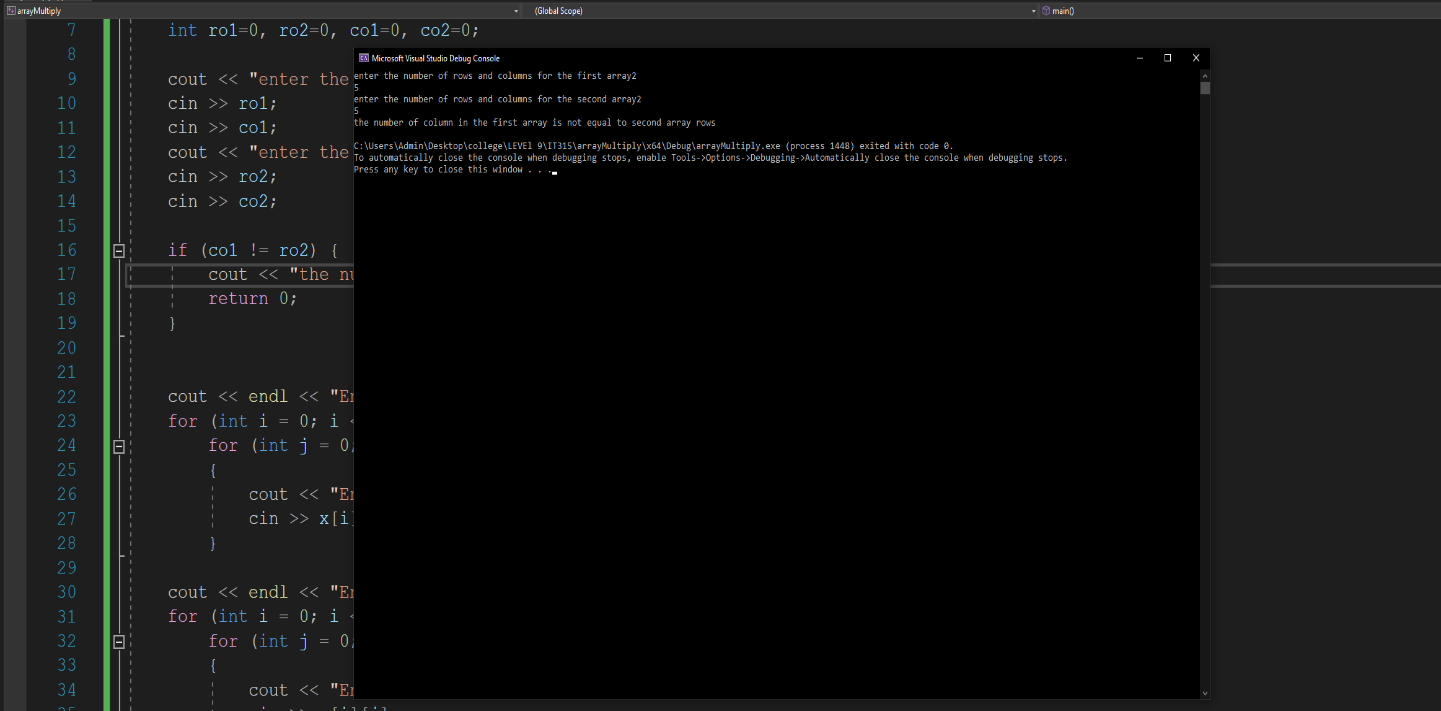 arrayMultiply (Global Scope) main()
7 int ro1=0, ro2=0, co1=0, co2=0;
8
9 cout << "enter the
10 cin >> ro1;
11 cin >> co1;
12 cout << "enter the
13 cin >> ro2;
14 cin >> co2;
15
16 if (co1 != ro2) {
17 cout << "the nu
18 return 0;
19 }
20
21
22 cout << endl << "En
23 for (int i = 0; i <
24 for (int j = 0;
25 {
26 cout << "En
27 cin >> x[i]
28 }
29
30 cout << endl << "En
31 for (int i = 0; i <
32 for (int j = 0;
33 {
34 cout << "En
Microsoft Visual Studio Debug Console
enter the number of rows and columns for the first array2
5
enter the number of rows and columns for the second array2
5
the number of column in the first array is not equal to second array rows
C:\Users\Admin\Desktop\college\LEVEl 9\IT315\arrayMultiply\x64\Debug\arrayMultiply.exe (process 1448) exited with code 0.
To automatically close the console when debugging stops, enable Tools->Options->Debugging->Automatically close the console when debugging stops.
Press any key to close this window . . .